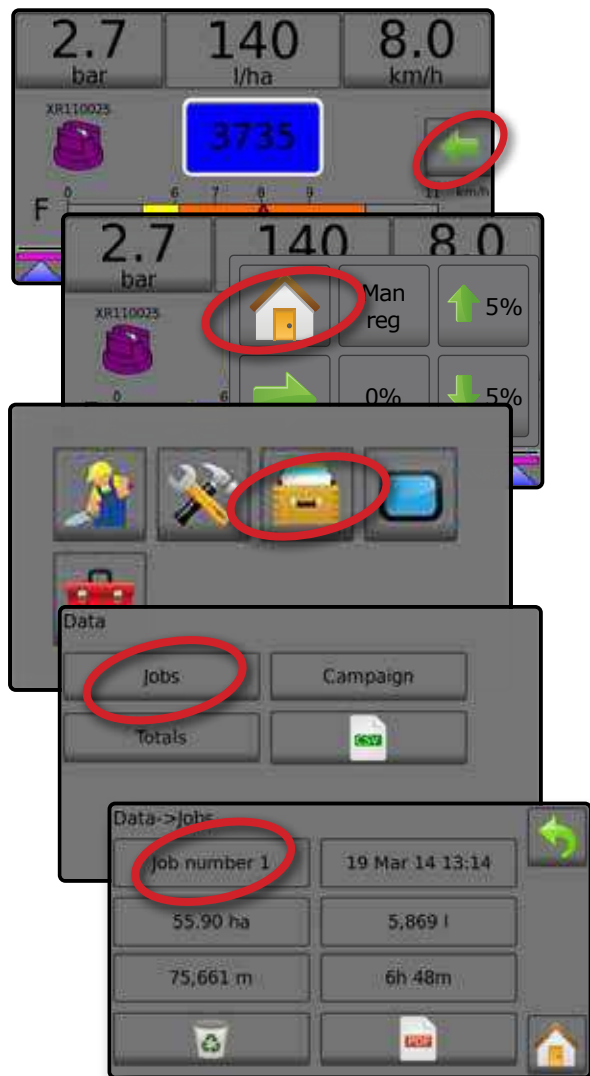 2.7 140 8.0
bar l/ha km/h
XR110025
3735
0 6 7 8 9 11 km/h
F
2.7 140 8.0
bar
XR110025
Man
reg
5%
0 6
0% 5%
Data
Jobs Campaign
Totals CSV
Data->Jobs
Job number 1 19 Mar 14 13:14
55.90 ha 5,869 l
75,661 m 6h 48m
PDF